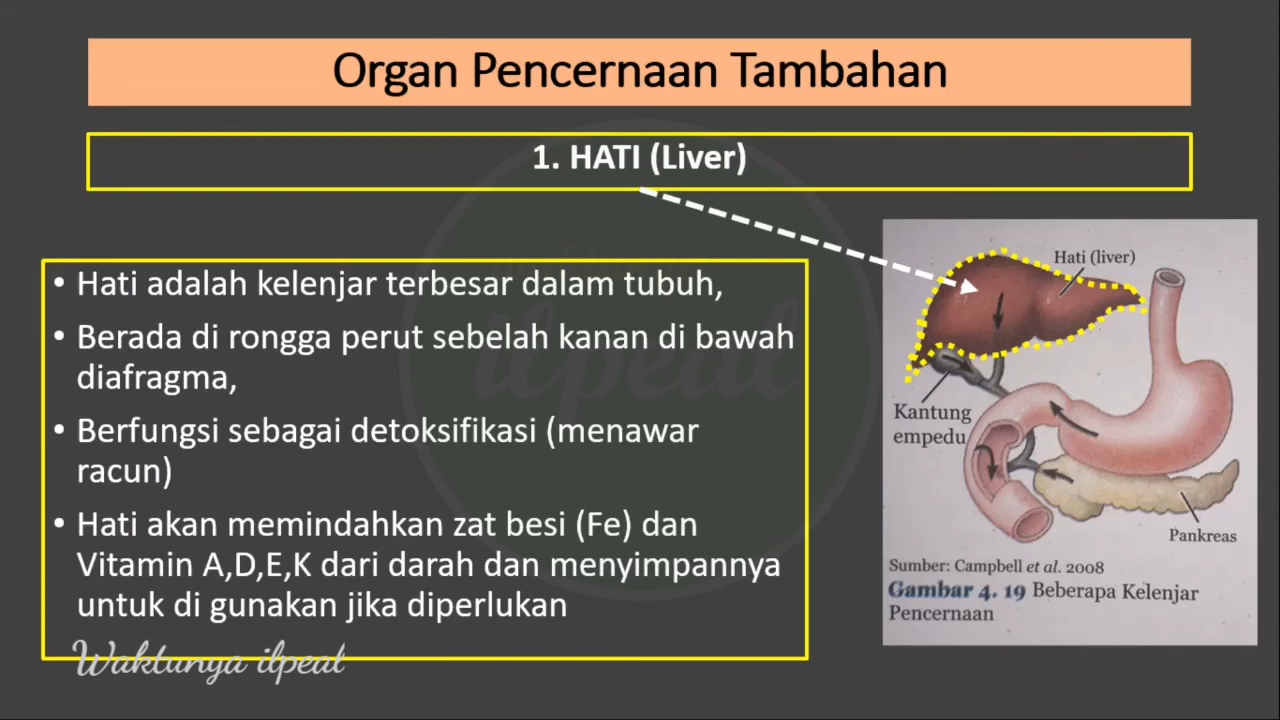 Organ Pencernaan Tambahan
1. HATI (Liver)
• Hati adalah kelenjar terbesar dalam tubuh,
• Berada di rongga perut sebelah kanan di bawah
diafragma,
• Berfungsi sebagai detoksifikasi (menawar
racun)
• Hati akan memindahkan zat besi (Fe) dan
Vitamin A,D,E,K dari darah dan menyimpannya
untuk di gunakan jika diperlukan
Waktunya ilpeal
Hati (liver)
Kantung
empedu
Pankreas
Sumber: Campbell et al. 2008
Gambar 4. 19 Beberapa Kelenjar
Pencernaan
ilpeal